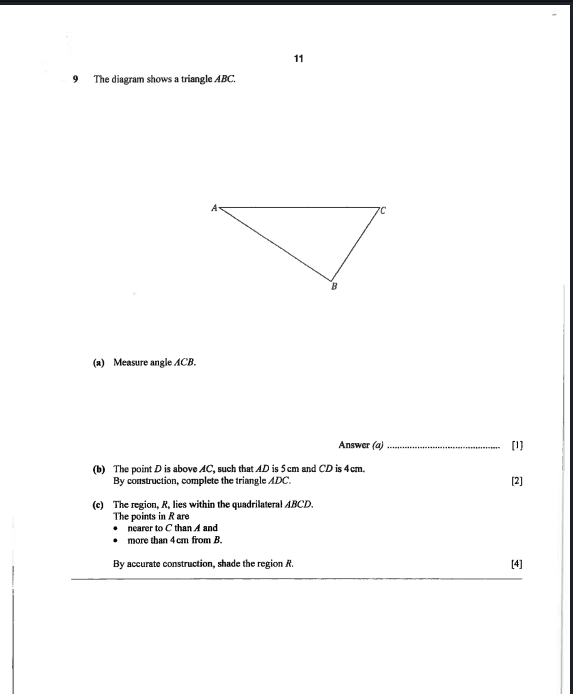 11
9 The diagram shows a triangle ABC.
A
C
B
(a) Measure angle ACB.
Answer (a) ................................................ [1]
(b) The point D is above AC, such that AD is 5 cm and CD is 4 cm.
By construction, complete the triangle ADC. [2]
(c) The region, R, lies within the quadrilateral ABCD.
The points in R are
• nearer to C than A and
• more than 4 cm from B.
By accurate construction, shade the region R. [4]